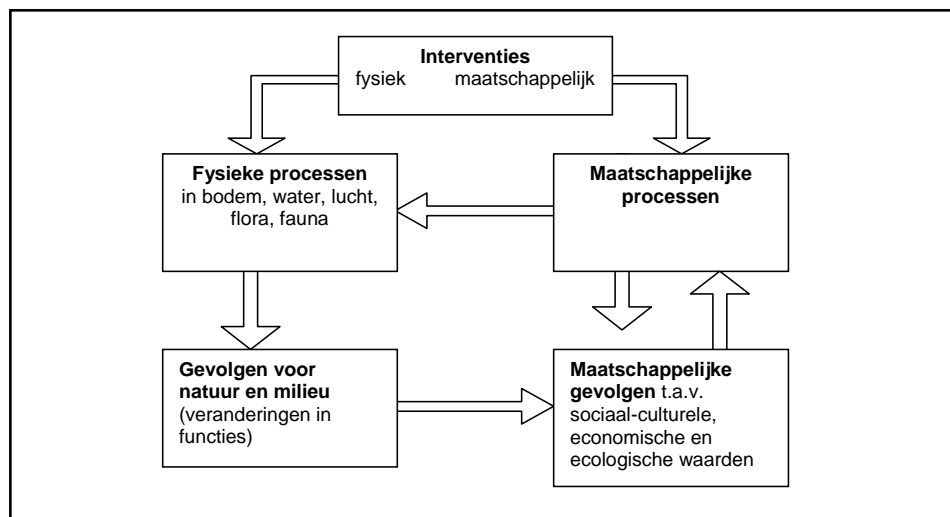 Interventies
fysiek maatschappelijk
Fysieke processen
in bodem, water, lucht,
flora, fauna
Maatschappelijke
processen
Gevolgen voor
natuur en milieu
(veranderingen in
functies)
Maatschappelijke
gevolgen t.a.v.
sociaal-culturele,
economische en
ecologische waarden